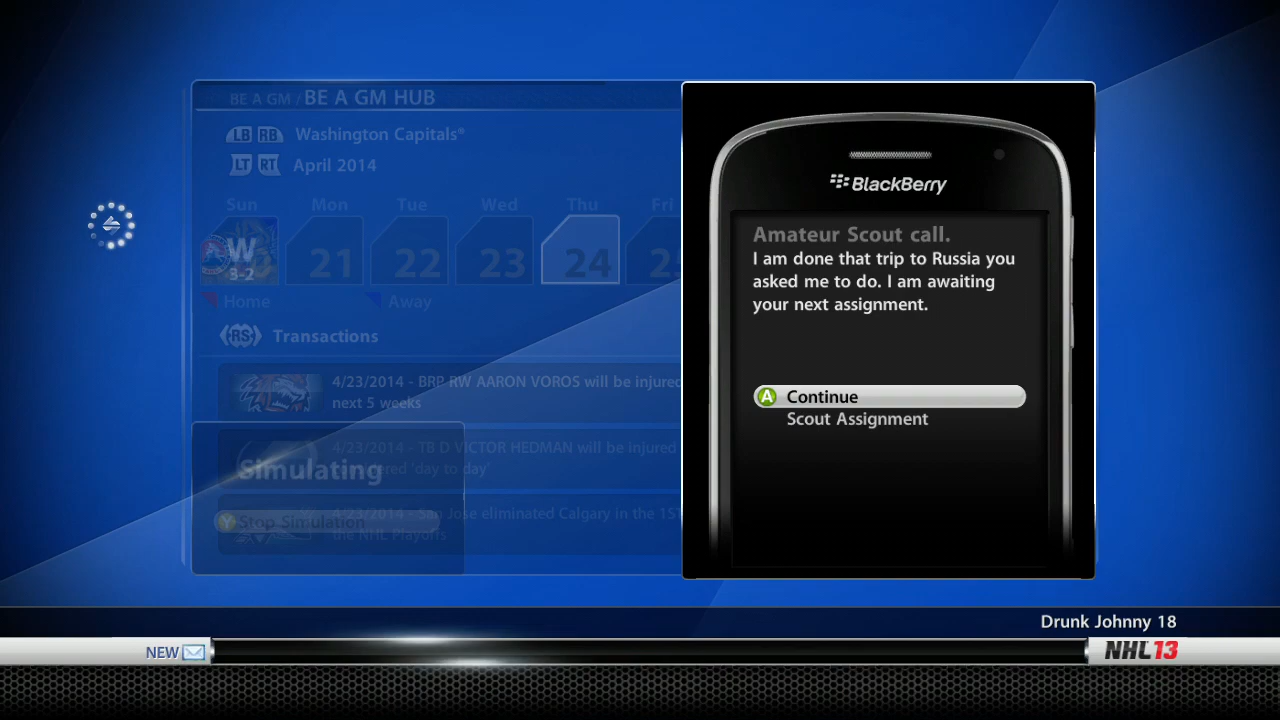 BE A GM / BE A GM HUB
LB RB Washington Capitals®
LT RT April 2014
Sun Mon Tue Wed Thu Fri
W 21 22 23 24 25
3-2
Home Away
RS Transactions
4/23/2014 - BRP RW AARON VOROS will be injured
next 5 weeks
4/23/2014 - TB D VICTOR HEDMAN will be injured
'day to day'
Simulating
4/23/2014 - San Jose eliminated Calgary in the 1ST
the NHL Playoffs
Y Stop Simulation
BlackBerry
Amateur Scout call.
I am done that trip to Russia you
asked me to do. I am awaiting
your next assignment.
A Continue
Scout Assignment
Drunk Johnny 18
NEW
NHL 13